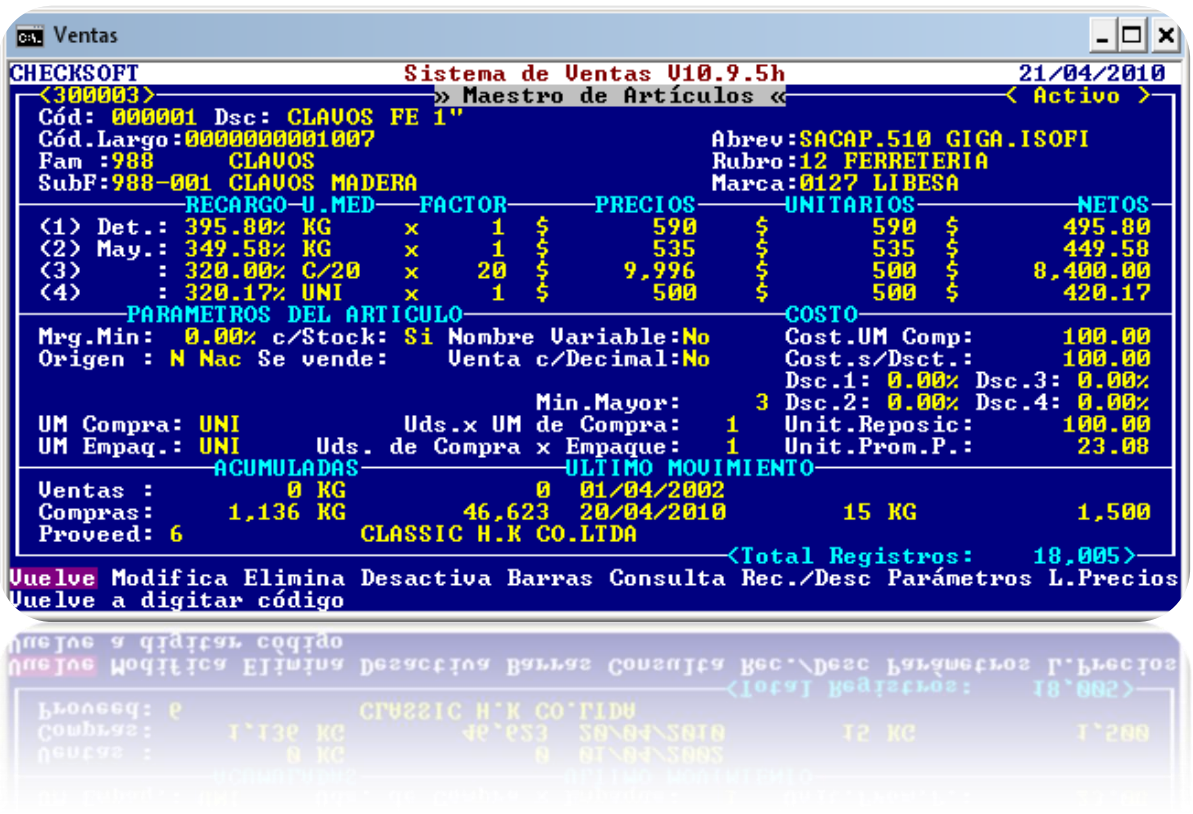 Ventas
CHECKSOFT Sistema de Ventas V10.9.5h 21/04/2010
<300003> » Maestro de Artículos « < Activo >
Cód: 000001 Dsc: CLAVOS FE 1"
Cód.Largo:0000000001007 Abrev:SACAP.510 GIGA.ISOFI
Fam :988 CLAVOS Rubro:12 FERRETERIA
SubF:988-001 CLAVOS MADERA Marca:0127 LIBESA
RECARGO U.MED FACTOR PRECIOS UNITARIOS NETOS
(1) Det.: 395.80% KG x 1 $ 590 $ 590 $ 495.80
(2) May.: 349.58% KG x 1 $ 535 $ 535 $ 449.58
(3) : 320.00% C/20 x 20 $ 9,996 $ 500 $ 8,400.00
(4) : 320.17% UNI x 1 $ 500 $ 500 $ 420.17
PARAMETROS DEL ARTICULO COSTO
Mrg.Min: 0.00% c/Stock: Si Nombre Variable:No Cost.UM Comp: 100.00
Origen : N Nac Se vende: Venta c/Decimal:No Cost.s/Dsct.: 100.00
Dsc.1: 0.00% Dsc.3: 0.00%
Min.Mayor: 3 Dsc.2: 0.00% Dsc.4: 0.00%
UM Compra: UNI Uds.x UM de Compra: 1 Unit.Reposic: 100.00
UM Empaq.: UNI Uds. de Compra x Empaque: 1 Unit.Prom.P.: 23.08
ACUMULADAS ULTIMO MOVIMIENTO
Ventas : 0 KG 0 01/04/2002
Compras: 1,136 KG 46,623 20/04/2010 15 KG 1,500
Proveed: 6 CLASSIC H.K CO.LTDA
<Total Registros: 18,005>
Vuelve Modifica Elimina Desactiva Barras Consulta Rec./Desc Parámetros L.Precios
Vuelve a digitar código